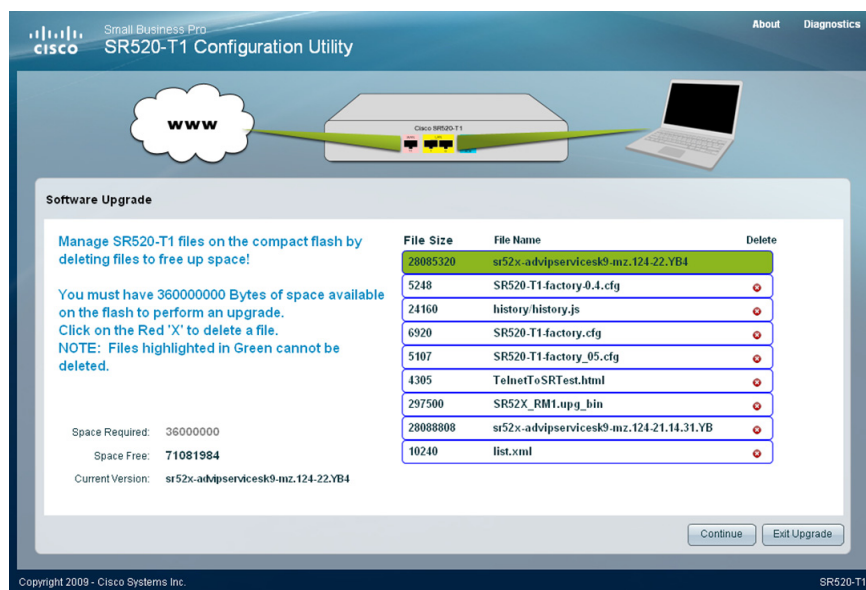 Small Business Pro
cisco SR520-T1 Configuration Utility
About Diagnostics
www
Cisco SR520-T1
Software Upgrade
Manage SR520-T1 files on the compact flash by
deleting files to free up space!
You must have 360000000 Bytes of space available
on the flash to perform an upgrade.
Click on the Red 'X' to delete a file.
NOTE: Files highlighted in Green cannot be
deleted.
Space Required: 36000000
Space Free: 71081984
Current Version: sr52x-advipservicesk9-mz.124-22.YB4
File Size File Name Delete
28085320 sr52x-advipservicesk9-mz.124-22.YB4
5248 SR520-T1-factory-0.4.cfg
24160 history/history.js
6920 SR520-T1-factory.cfg
5107 SR520-T1-factory_05.cfg
4305 TelnetToSRTest.html
297500 SR52X_RM1.upg_bin
28088808 sr52x-advipservicesk9-mz.124-21.14.31.YB
10240 list.xml
Continue Exit Upgrade
Copyright 2009 - Cisco Systems Inc. SR520-T1